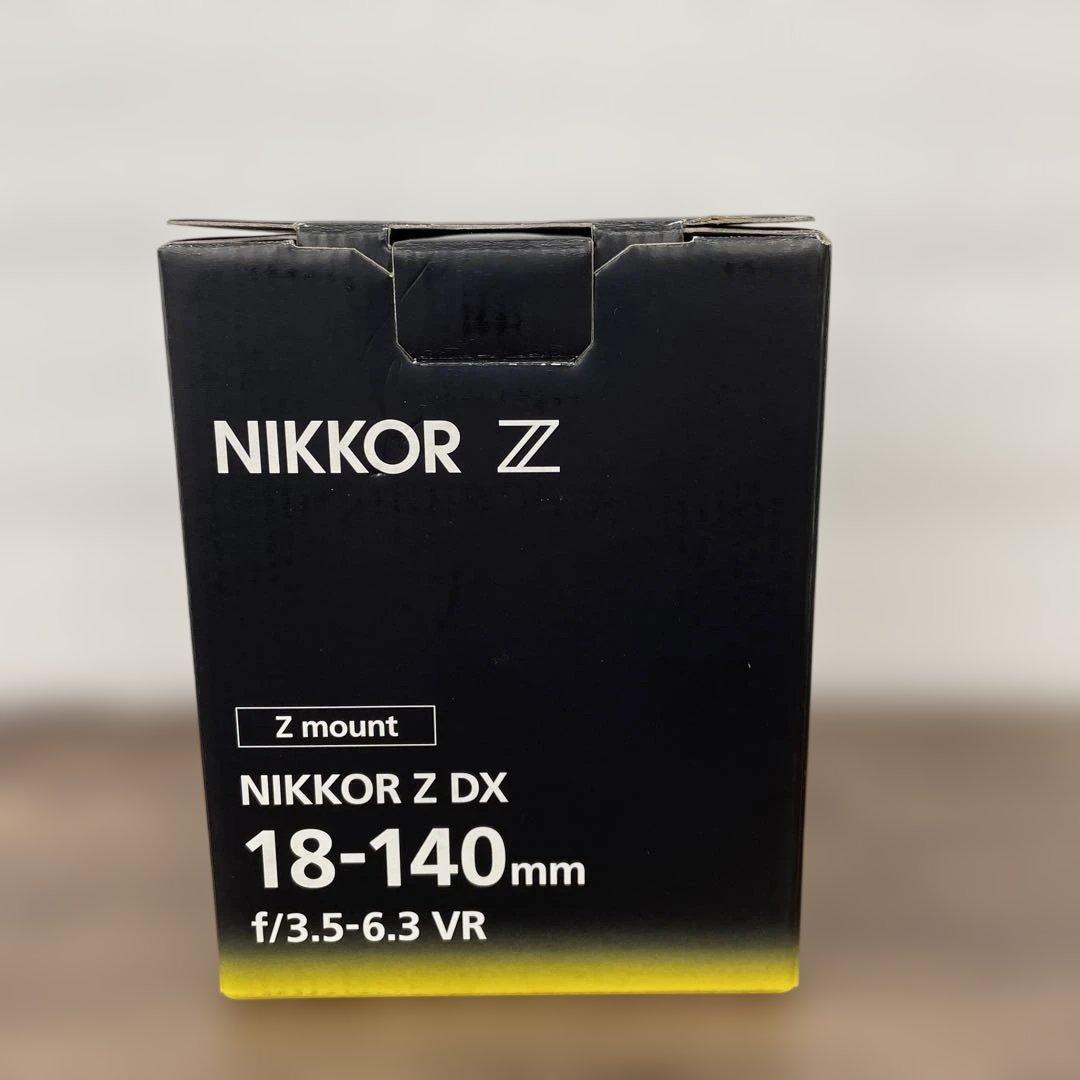 NIKKOR Z
Z mount
NIKKOR Z DX
18-140mm
f/3.5-6.3 VR